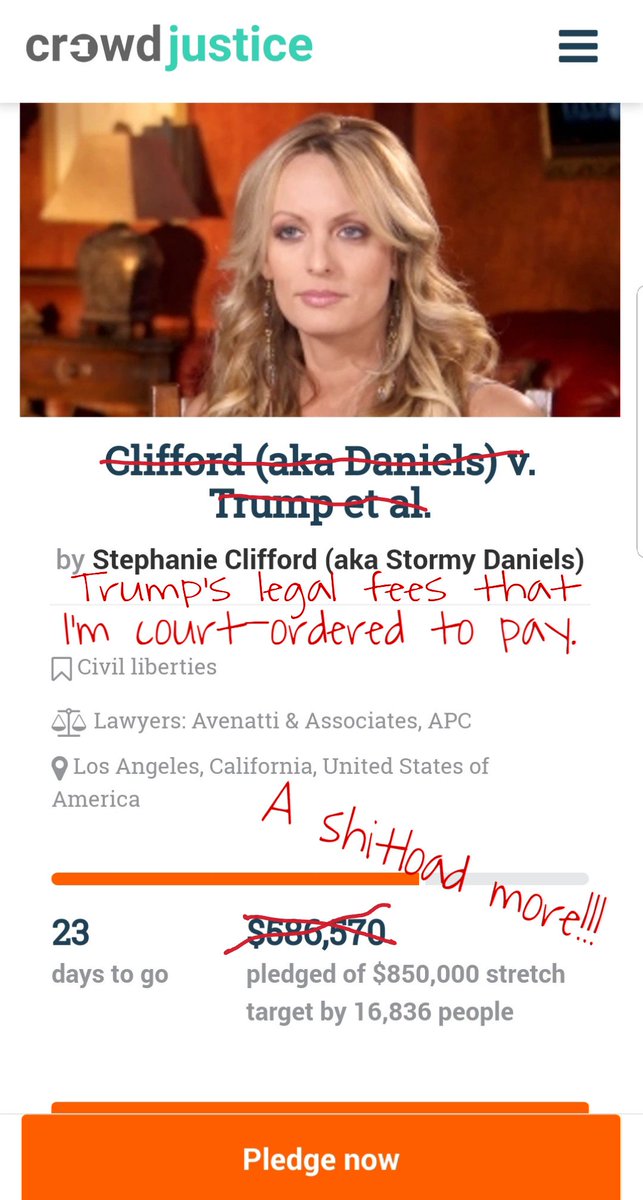 crowdjustice
Clifford (aka Daniels) v.
Trump et al.
by Stephanie Clifford (aka Stormy Daniels)
Trump's legal fees that
I'm court-ordered to pay.
Civil liberties
Lawyers: Avenatti & Associates, APC
Los Angeles, California, United States of
America
A shitload more!!!
23
$586,570
days to go
pledged of $850,000 stretch
target by 16,836 people
Pledge now